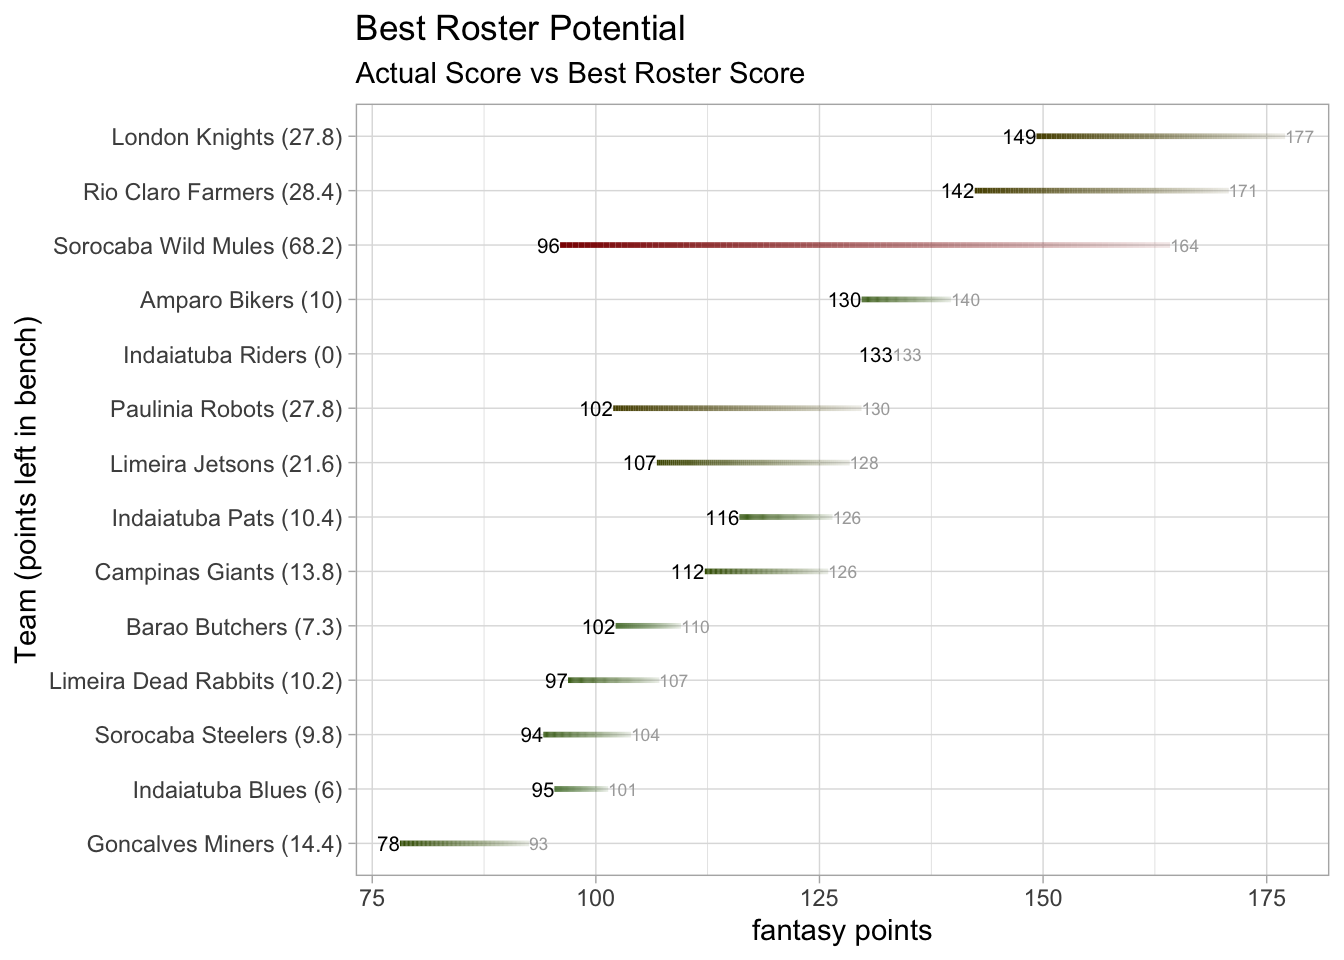 Best Roster Potential
Actual Score vs Best Roster Score
Team (points left in bench)
London Knights (27.8) 149 177
Rio Claro Farmers (28.4) 142 171
Sorocaba Wild Mules (68.2) 96 164
Amparo Bikers (10) 130 140
Indaiatuba Riders (0) 133 133
Paulinia Robots (27.8) 102 130
Limeira Jetsons (21.6) 107 128
Indaiatuba Pats (10.4) 116 126
Campinas Giants (13.8) 112 126
Barao Butchers (7.3) 102 110
Limeira Dead Rabbits (10.2) 97 107
Sorocaba Steelers (9.8) 94 104
Indaiatuba Blues (6) 95 101
Goncalves Miners (14.4) 78 93
75 100 125 150 175
fantasy points